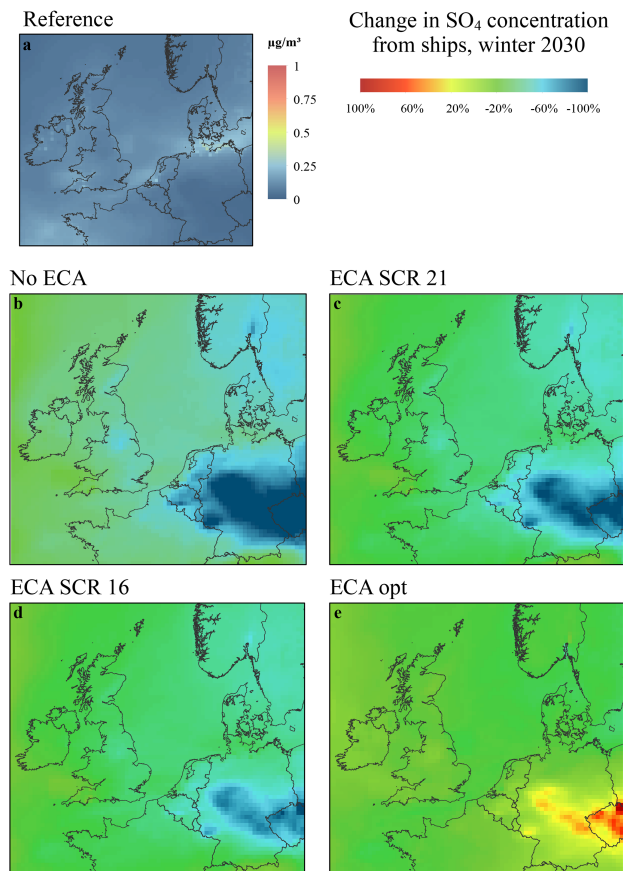 Reference
a
µg/m³
1
0.75
0.5
0.25
0
Change in SO₄ concentration
from ships, winter 2030
100% 60% 20% -20% -60% -100%
No ECA
b
ECA SCR 21
c
ECA SCR 16
d
ECA opt
e